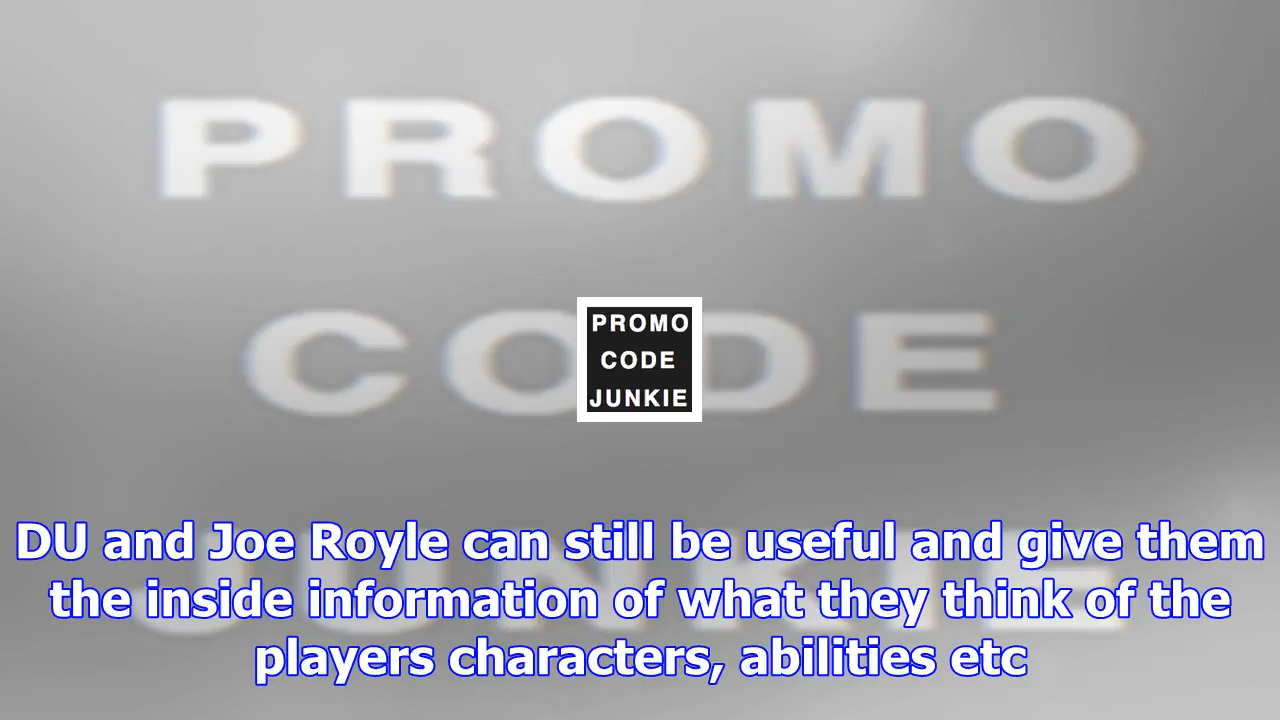 PROMO
CODE
JUNKIE
PROMO
CODE
JUNKIE
DU and Joe Royle can still be useful and give them
the inside information of what they think of the
players characters, abilities etc